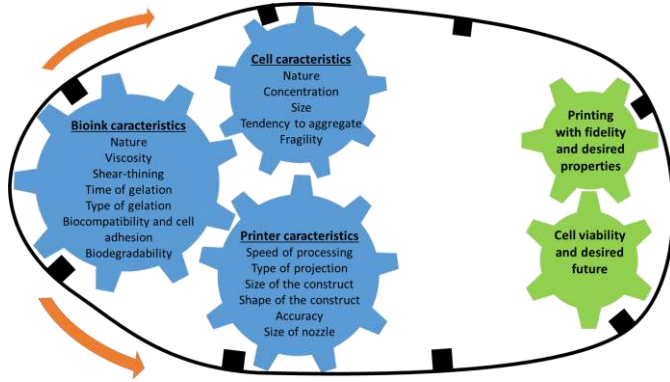 Cell caracteristics
Nature
Concentration
Size
Tendency to aggregate
Fragility
Bioink caracteristics
Nature
Viscosity
Shear-thining
Time of gelation
Type of gelation
Biocompatibility and cell
adhesion
Biodegradability
Printer caracteristics
Speed of processing
Type of projection
Size of the construct
Shape of the construct
Accuracy
Size of nozzle
Printing
with fidelity
and desired
properties
Cell viability
and desired
future